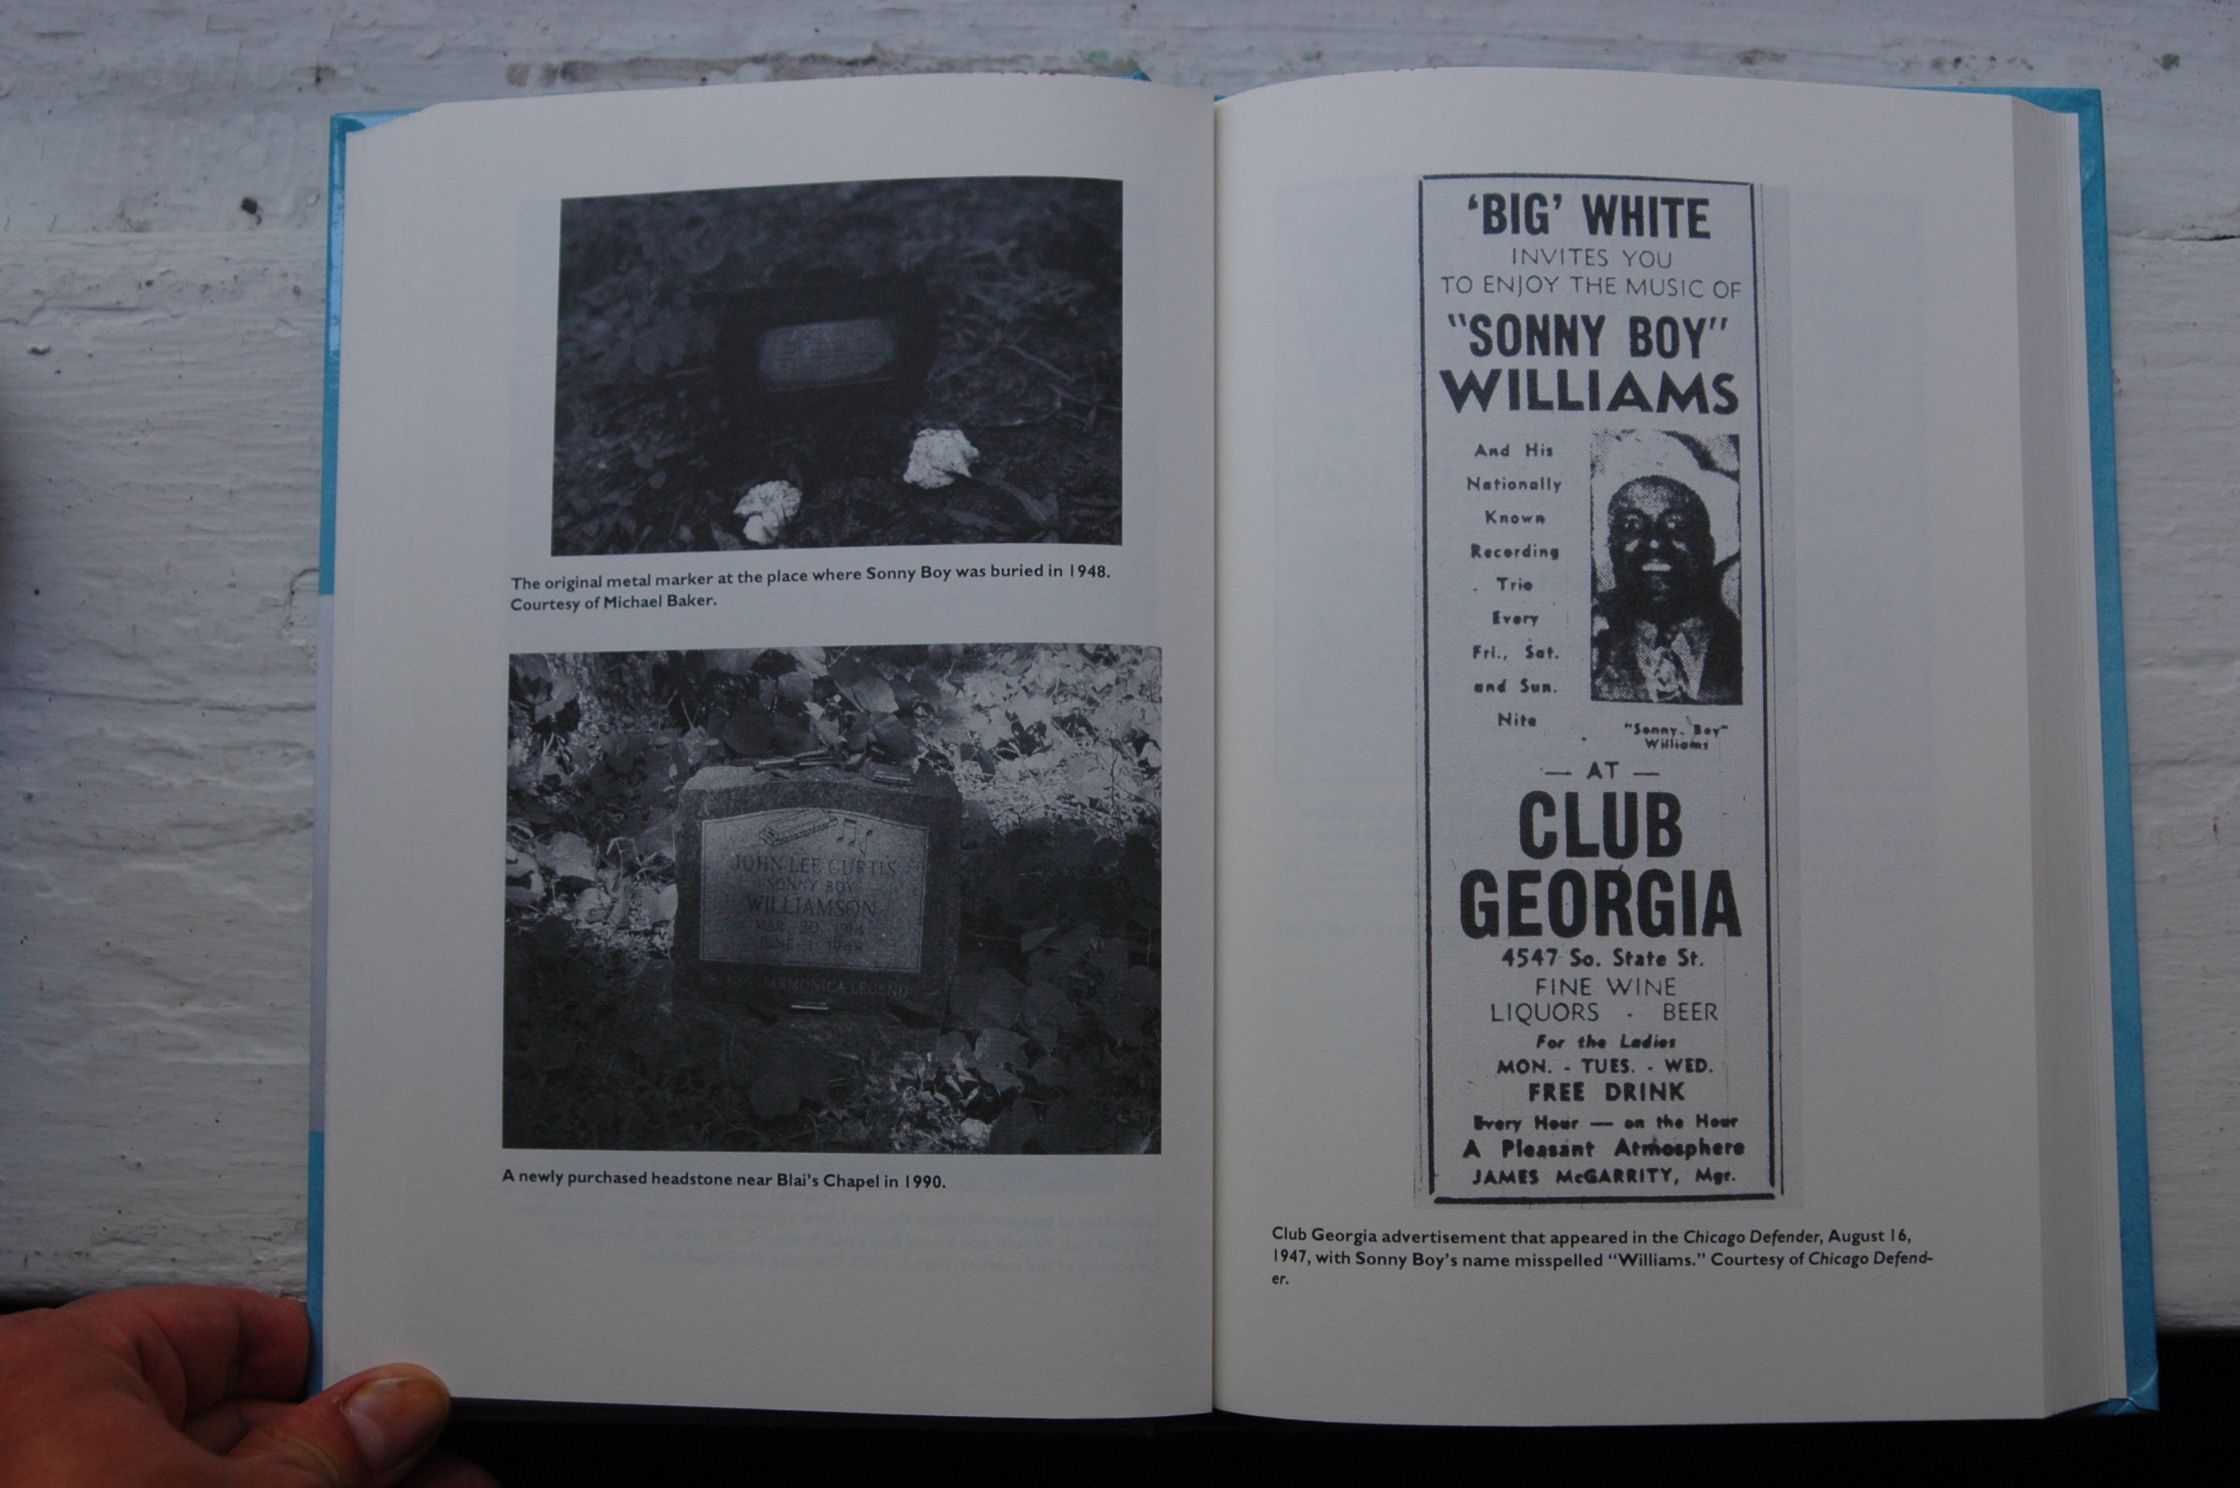 The original metal marker at the place where Sonny Boy was buried in 1948.
Courtesy of Michael Baker.
JOHN LEE CURTIS
"SONNY BOY"
WILLIAMSON
MAR. 30, 1914
JUNE 1, 1948
HARMONICA LEGEND
A newly purchased headstone near Blai's Chapel in 1990.
'BIG' WHITE
INVITES YOU
TO ENJOY THE MUSIC OF
"SONNY BOY"
WILLIAMS
And His
Nationally
Known
Recording
Trio
Every
Fri., Sat.
and Sun.
Nite
"Sonny Boy"
Williams
— AT —
CLUB
GEORGIA
4547 So. State St.
FINE WINE
LIQUORS - BEER
For the Ladies
MON. - TUES. - WED.
FREE DRINK
Every Hour — on the Hour
A Pleasant Atmosphere
JAMES McGARRITY, Mgr.
Club Georgia advertisement that appeared in the Chicago Defender, August 16,
1947, with Sonny Boy's name misspelled "Williams." Courtesy of Chicago Defend-
er.